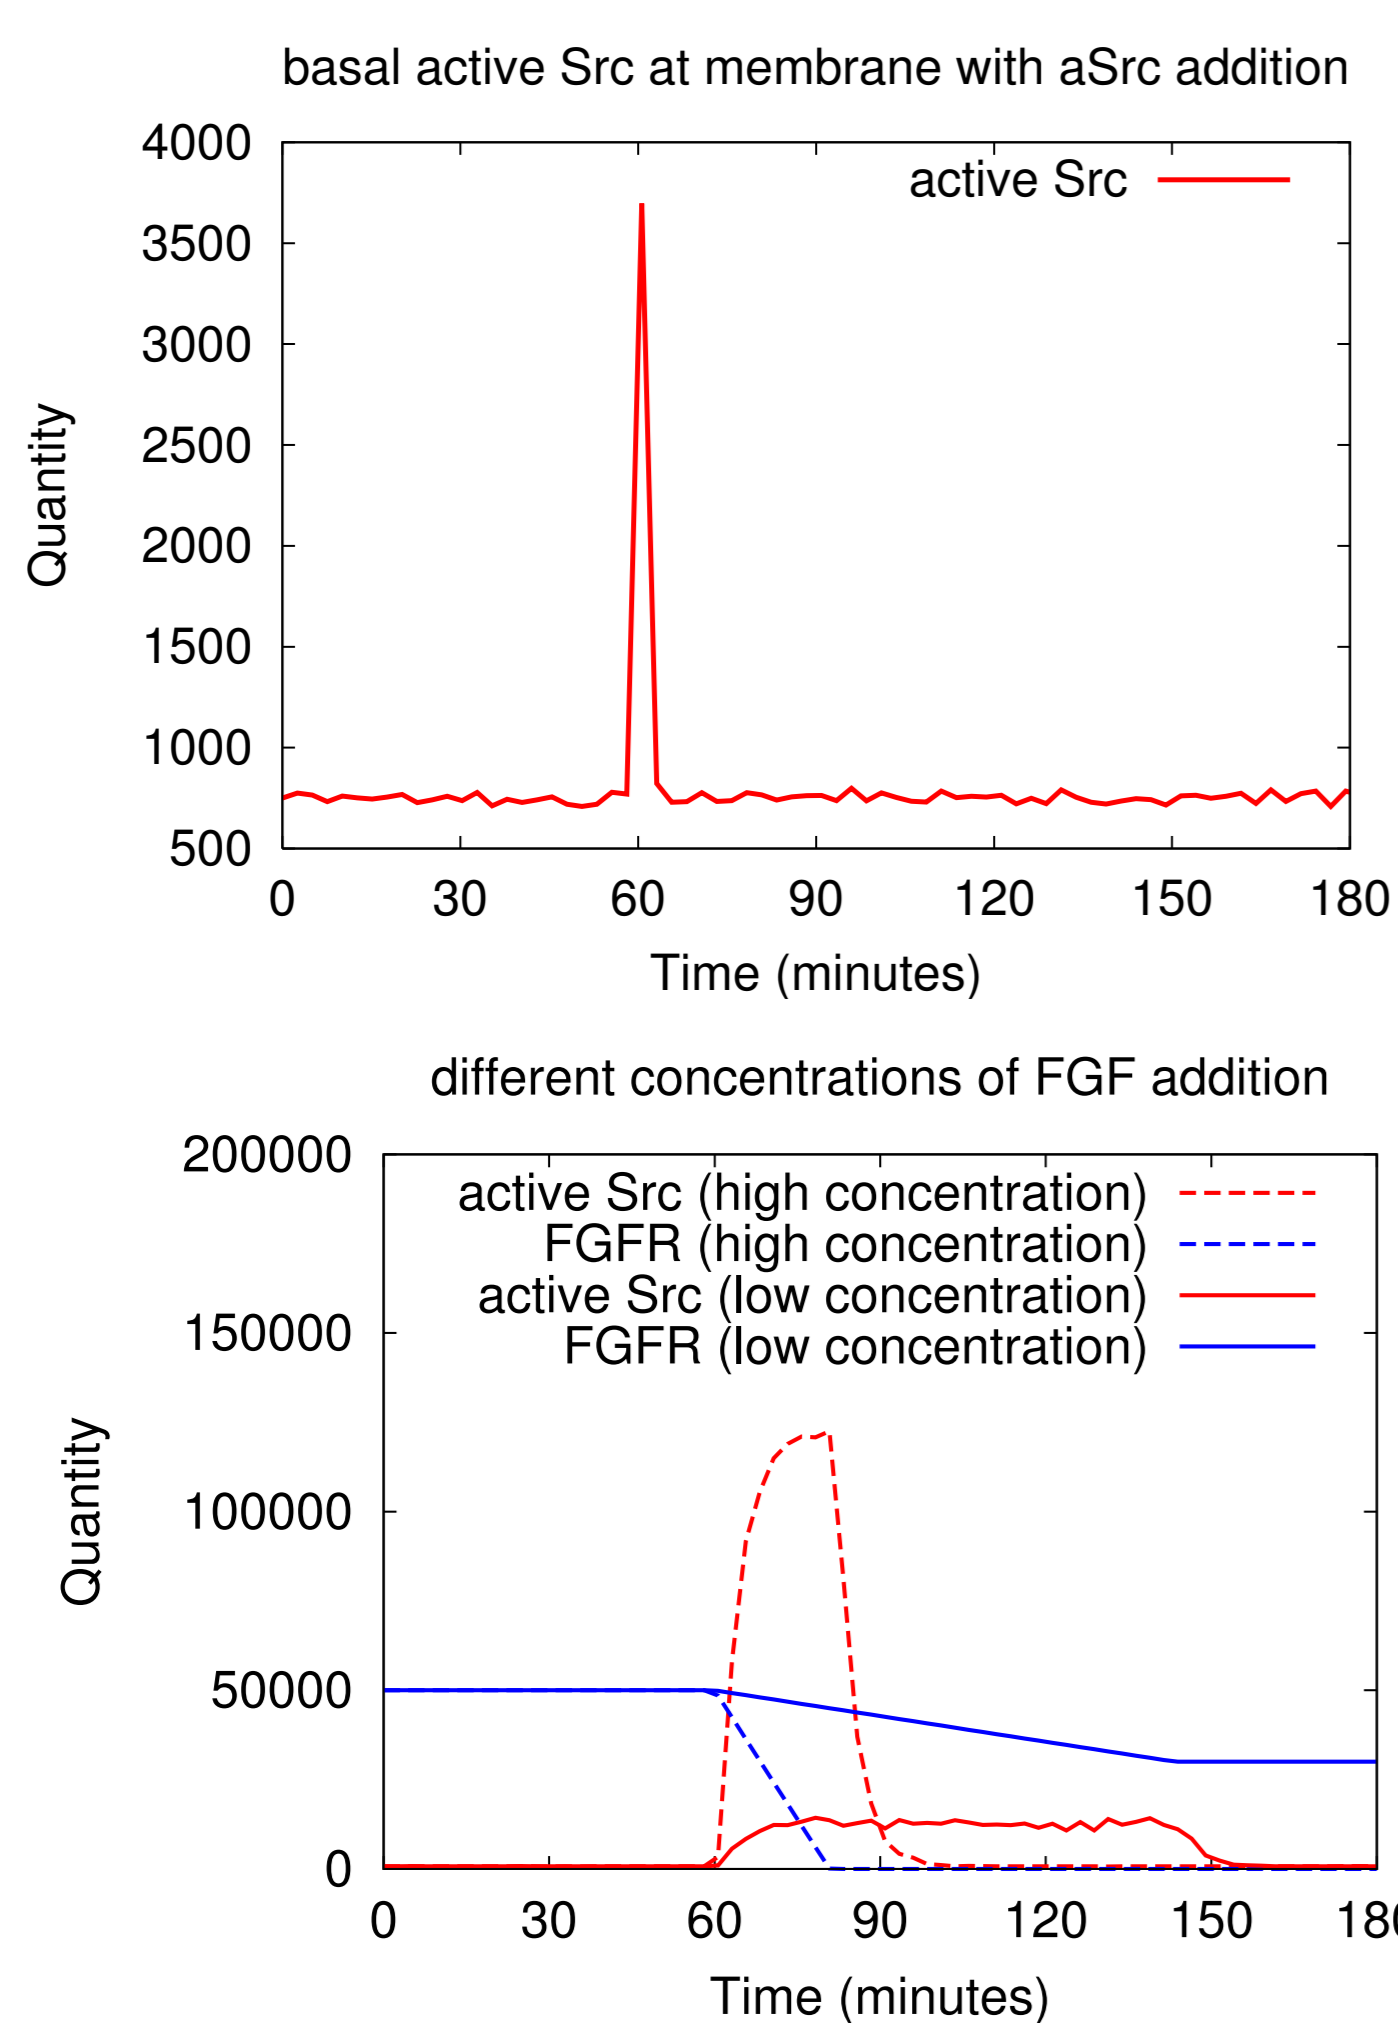 basal active Src at membrane with aSrc addition
4000
active Src
3500
3000
2500
Quantity
2000
1500
1000
500
0 30 60 90 120 150 180
Time (minutes)
different concentrations of FGF addition
200000
active Src (high concentration)
FGFR (high concentration)
active Src (low concentration)
150000
FGFR (low concentration)
100000
Quantity
50000
0
0 30 60 90 120 150 180
Time (minutes)